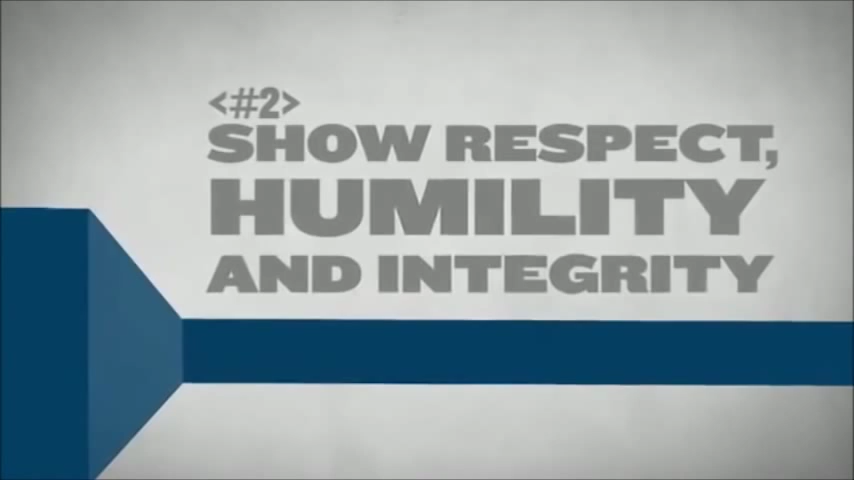 <#2>
SHOW RESPECT,
HUMILITY
AND INTEGRITY